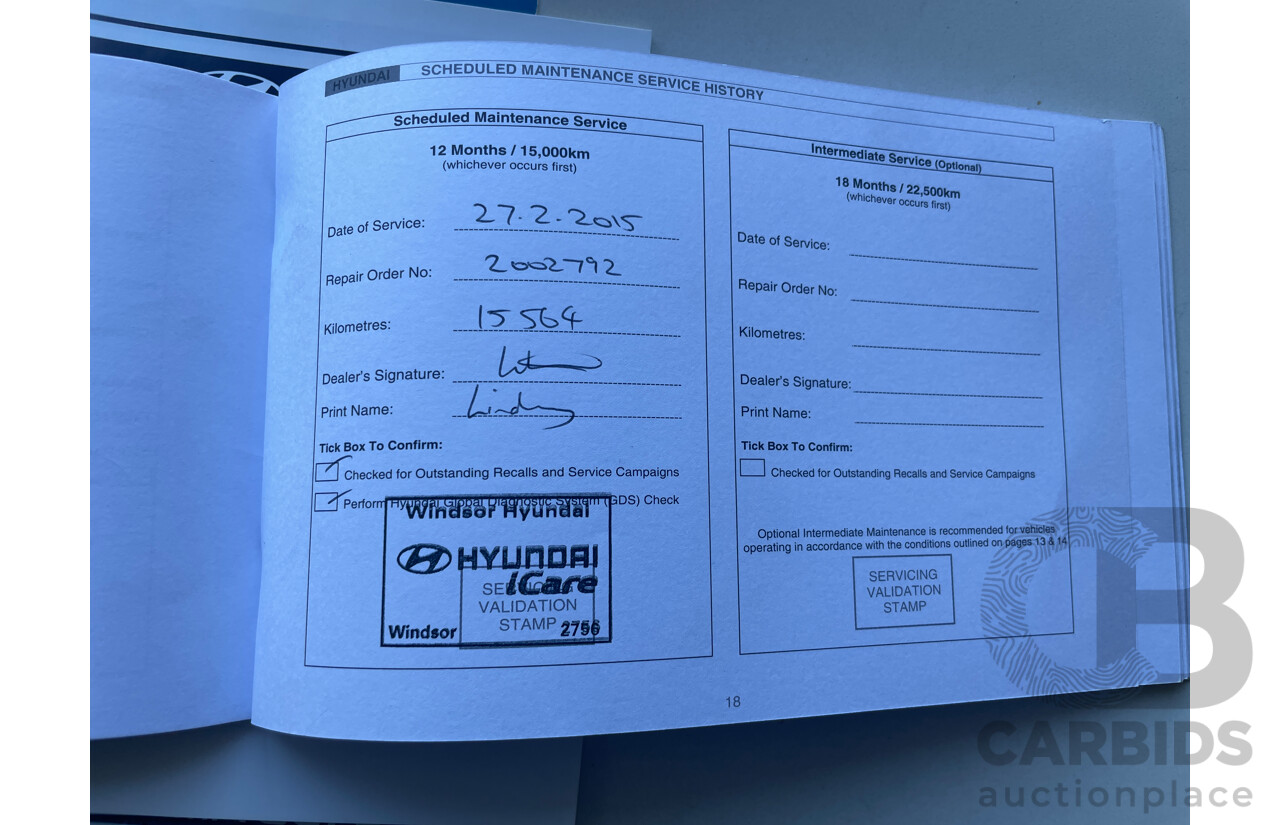 HYUNDAI SCHEDULED MAINTENANCE SERVICE HISTORY
Scheduled Maintenance Service
12 Months / 15,000km
(whichever occurs first)
Date of Service: 27.2.2015
Repair Order No: 2002792
Kilometres: 15564
Dealer's Signature:
Print Name: Lindsay
Tick Box To Confirm:
Checked for Outstanding Recalls and Service Campaigns
Perform Hyundai Global Diagnostic System (GDS) Check
Windsor Hyundai
HYUNDAI
iCare
SERVICING
VALIDATION
STAMP
Windsor 2756
Intermediate Service (Optional)
18 Months / 22,500km
(whichever occurs first)
Date of Service:
Repair Order No:
Kilometres:
Dealer's Signature:
Print Name:
Tick Box To Confirm:
Checked for Outstanding Recalls and Service Campaigns
Optional Intermediate Maintenance is recommended for vehicles
operating in accordance with the conditions outlined on pages 13 & 14
SERVICING
VALIDATION
STAMP
18
CB
CARBIDS
auctionplace